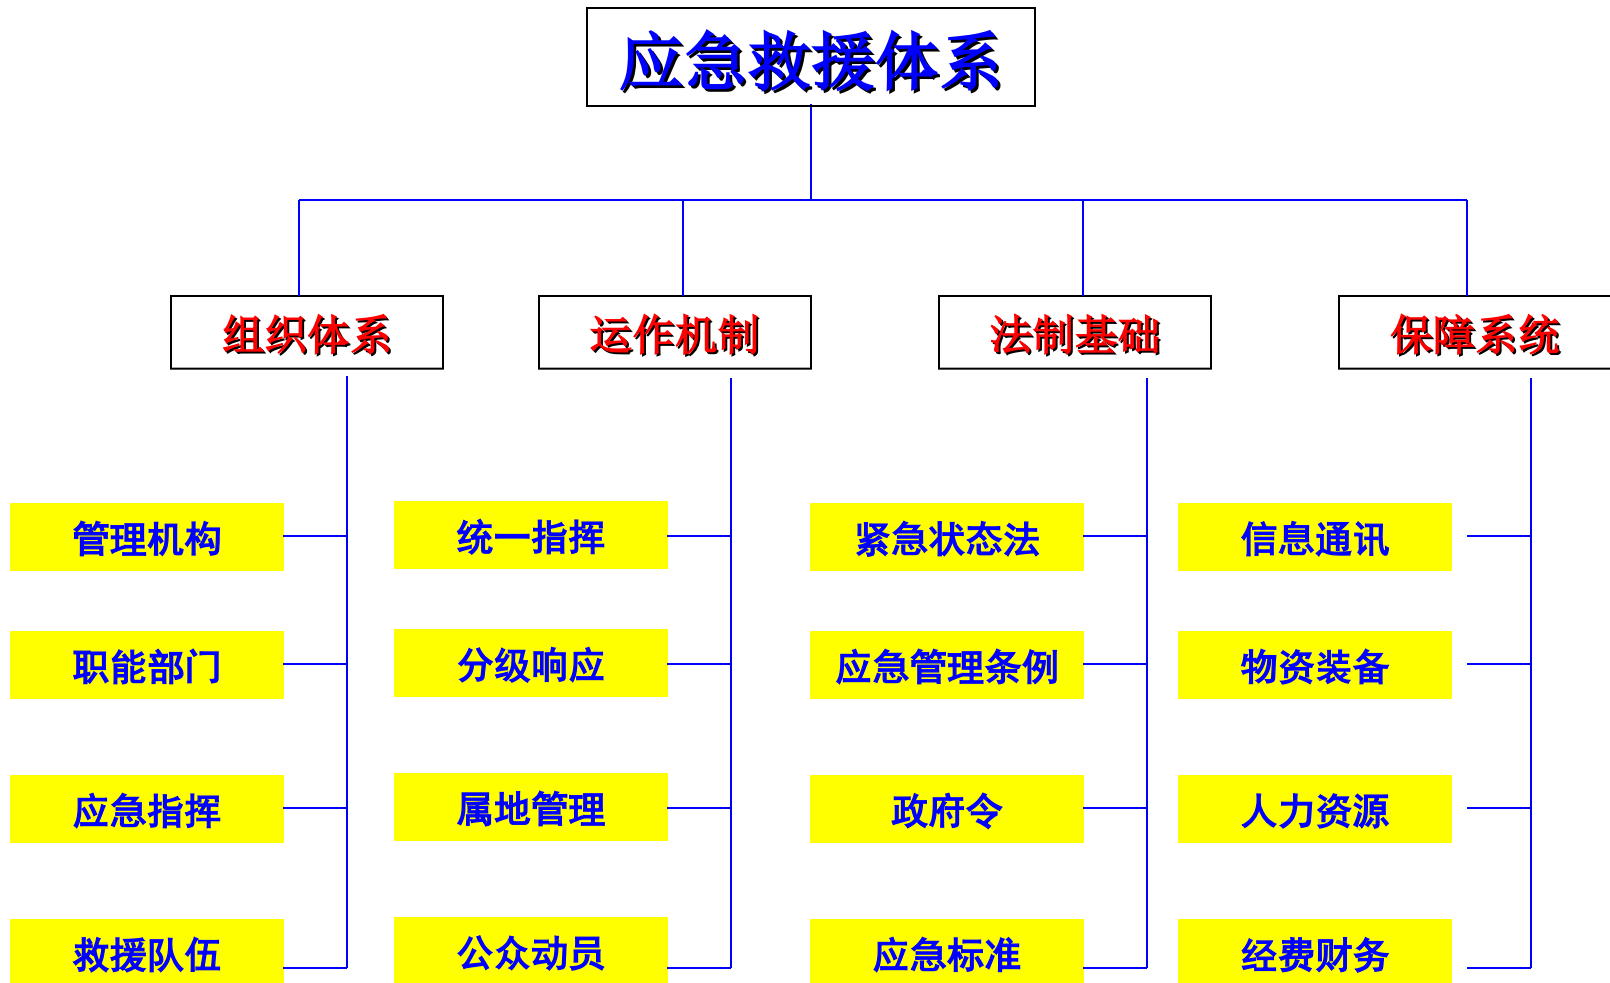 应急救援体系
组织体系
运作机制
法制基础
保障系统
管理机构
统一指挥
紧急状态法
信息通讯
职能部门
分级响应
应急管理条例
物资装备
应急指挥
属地管理
政府令
人力资源
救援队伍
公众动员
应急标准
经费财务